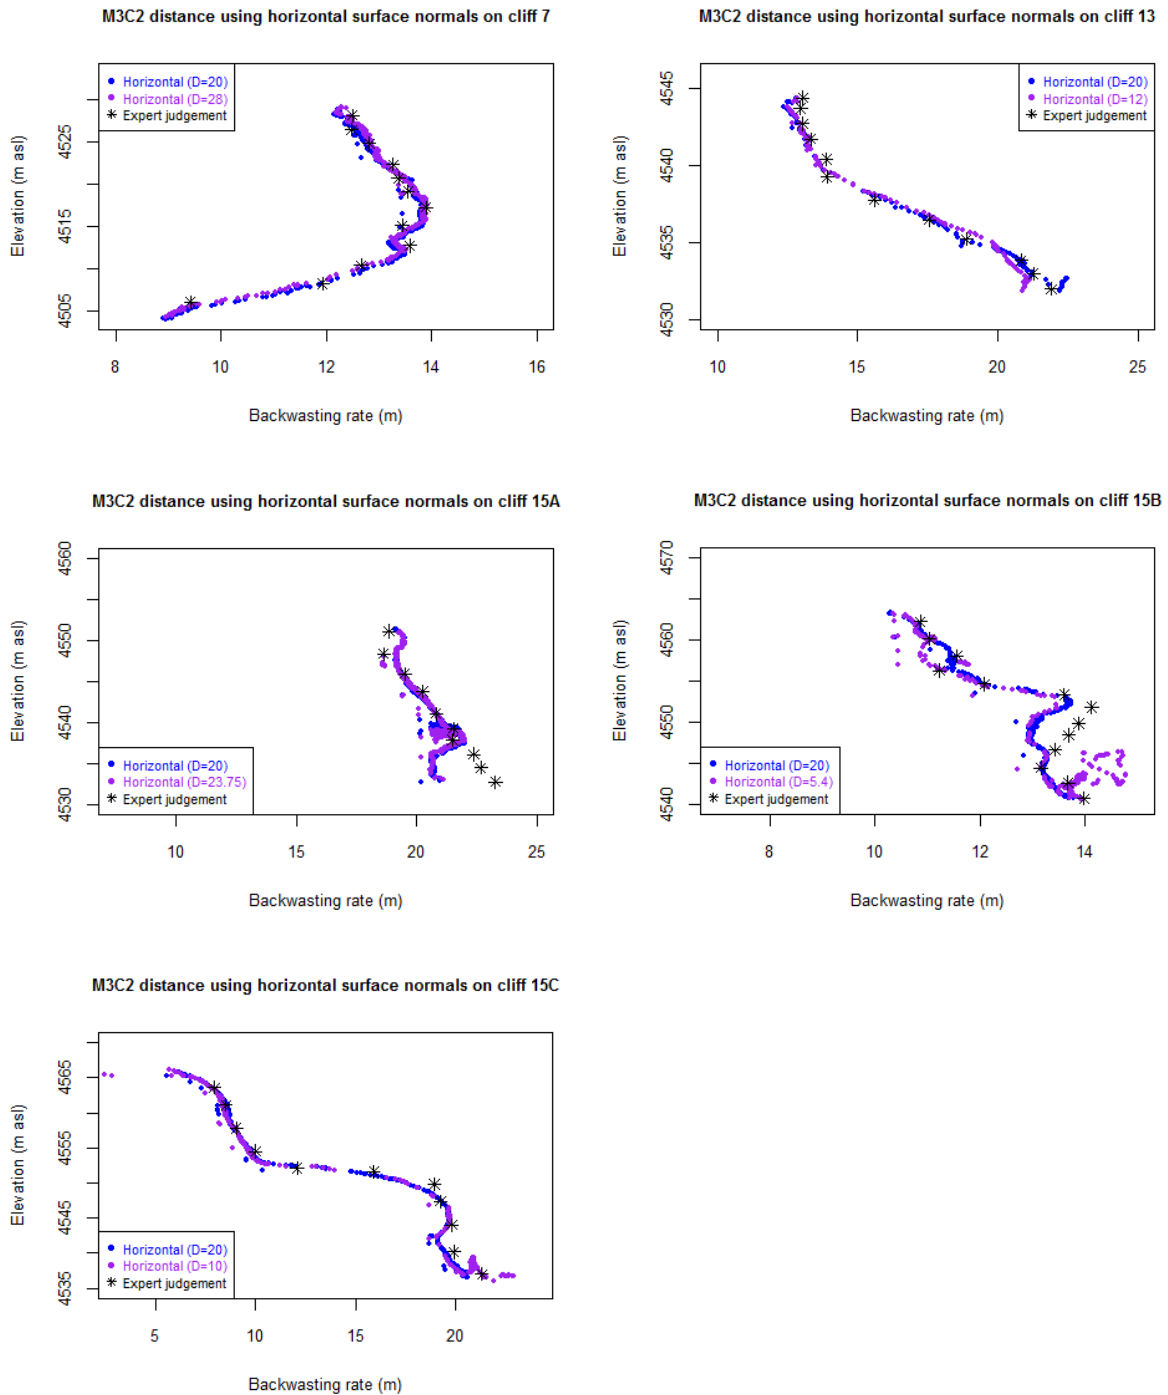 M3C2 distance using horizontal surface normals on cliff 7
Horizontal (D=20)
Horizontal (D=28)
Expert judgement
Elevation (m asl)
4505 4515 4525
8 10 12 14 16
Backwasting rate (m)
M3C2 distance using horizontal surface normals on cliff 13
Horizontal (D=20)
Horizontal (D=12)
Expert judgement
Elevation (m asl)
4530 4535 4540 4545
10 15 20 25
Backwasting rate (m)
M3C2 distance using horizontal surface normals on cliff 15A
Horizontal (D=20)
Horizontal (D=23.75)
Expert judgement
Elevation (m asl)
4530 4540 4550 4560
10 15 20 25
Backwasting rate (m)
M3C2 distance using horizontal surface normals on cliff 15B
Horizontal (D=20)
Horizontal (D=5.4)
Expert judgement
Elevation (m asl)
4540 4550 4560 4570
8 10 12 14
Backwasting rate (m)
M3C2 distance using horizontal surface normals on cliff 15C
Horizontal (D=20)
Horizontal (D=10)
Expert judgement
Elevation (m asl)
4535 4545 4555 4565
5 10 15 20
Backwasting rate (m)